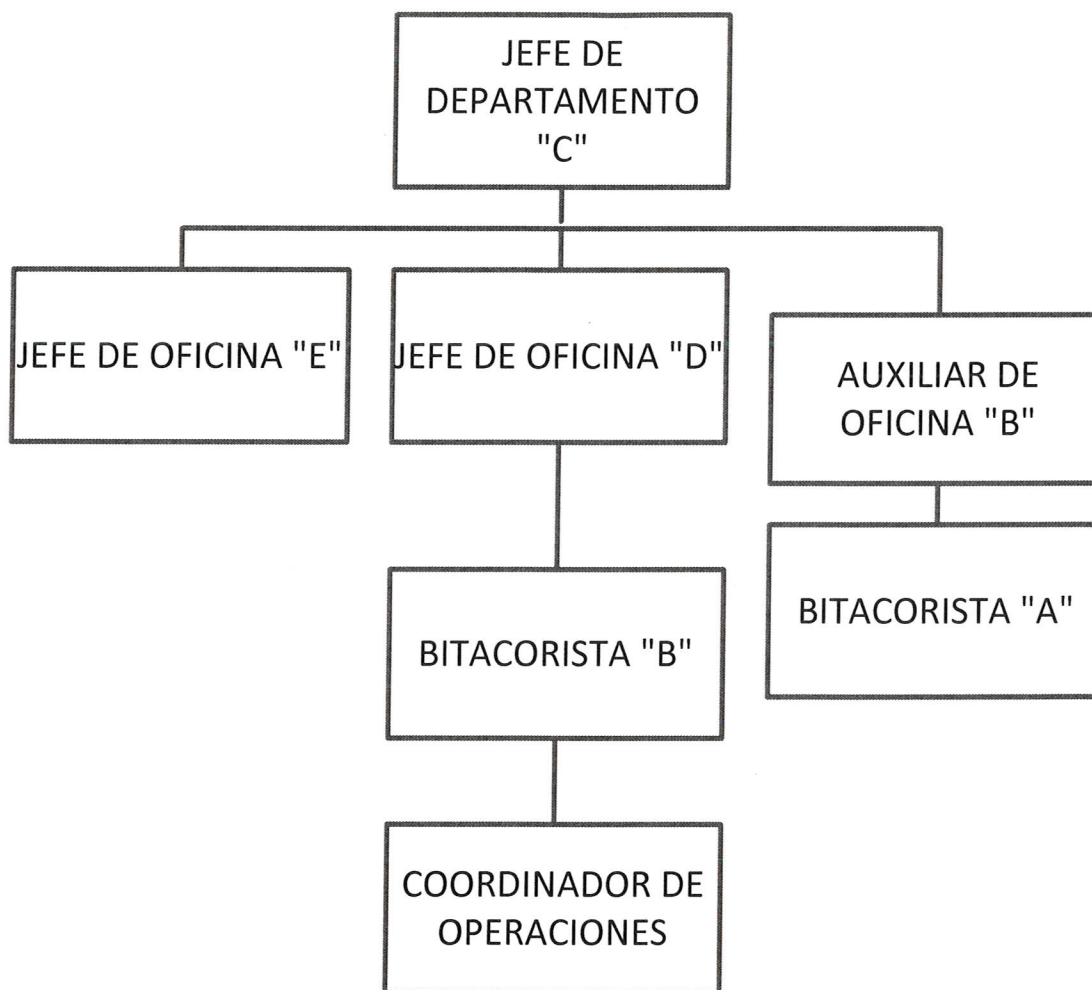 JEFE DE
DEPARTAMENTO
"C"
JEFE DE OFICINA "E"
JEFE DE OFICINA "D"
AUXILIAR DE
OFICINA "B"
BITACORISTA "A"
BITACORISTA "B"
COORDINADOR DE
OPERACIONES